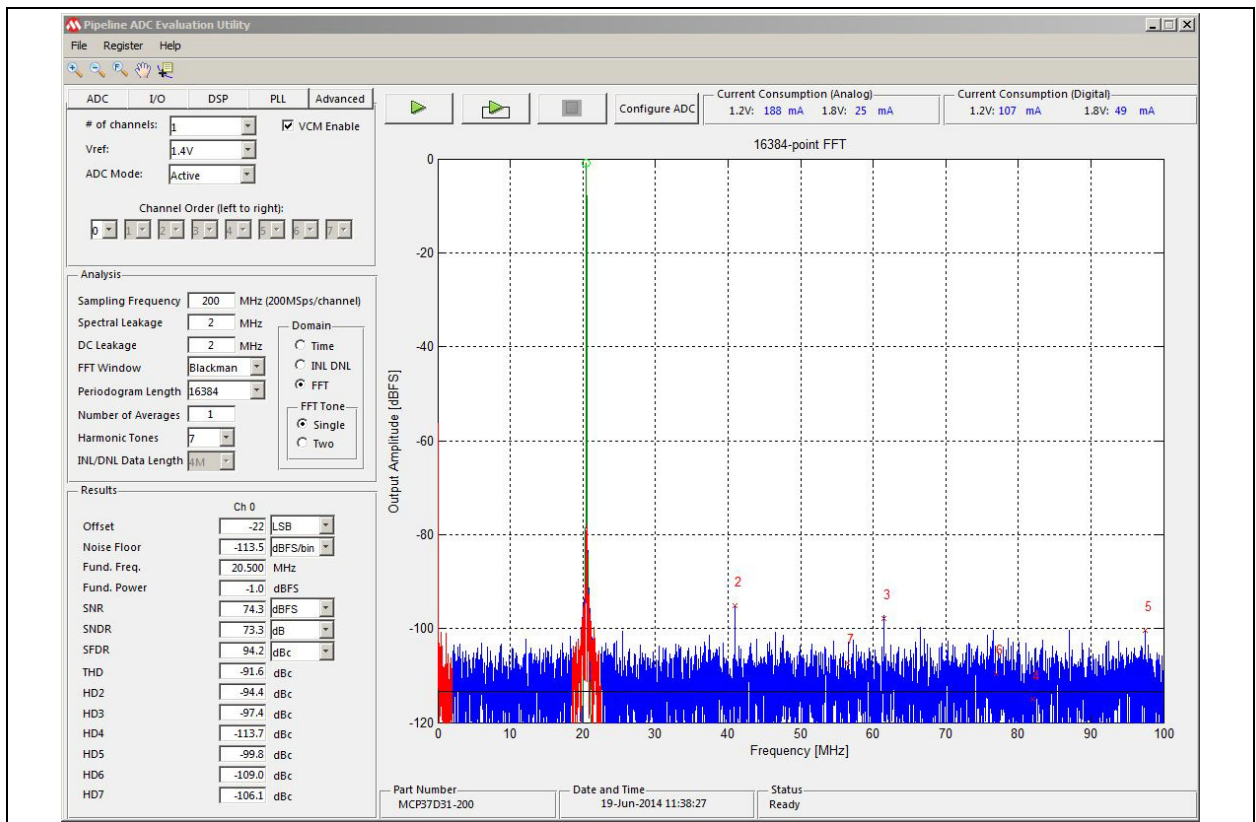 Pipeline ADC Evaluation Utility
File Register Help
ADC I/O DSP PLL Advanced
# of channels: 1 VCM Enable
Vref: 1.4V
ADC Mode: Active
Channel Order (left to right):
0 1 2 3 4 5 6 7
Configure ADC
Current Consumption (Analog)
1.2V: 188 mA 1.8V: 25 mA
Current Consumption (Digital)
1.2V: 107 mA 1.8V: 49 mA
Analysis
Sampling Frequency 200 MHz (200MSps/channel)
Spectral Leakage 2 MHz
DC Leakage 2 MHz
FFT Window Blackman
Periodogram Length 16384
Number of Averages 1
Harmonic Tones 7
INL/DNL Data Length 4M
Domain
Time
INL DNL
FFT
FFT Tone
Single
Two
Results
Ch 0
Offset -22 LSB
Noise Floor -113.5 dBFS/bin
Fund. Freq. 20.500 MHz
Fund. Power -1.0 dBFS
SNR 74.3 dBFS
SNDR 73.3 dB
SFDR 94.2 dBc
THD -91.6 dBc
HD2 -94.4 dBc
HD3 -97.4 dBc
HD4 -113.7 dBc
HD5 -99.8 dBc
HD6 -109.0 dBc
HD7 -106.1 dBc
16384-point FFT
Output Amplitude [dBFS]
0
-20
-40
-60
-80
-100
-120
2
3
5
7
6
4
0 10 20 30 40 50 60 70 80 90 100
Frequency [MHz]
Part Number
MCP37D31-200
Date and Time
19-Jun-2014 11:38:27
Status
Ready